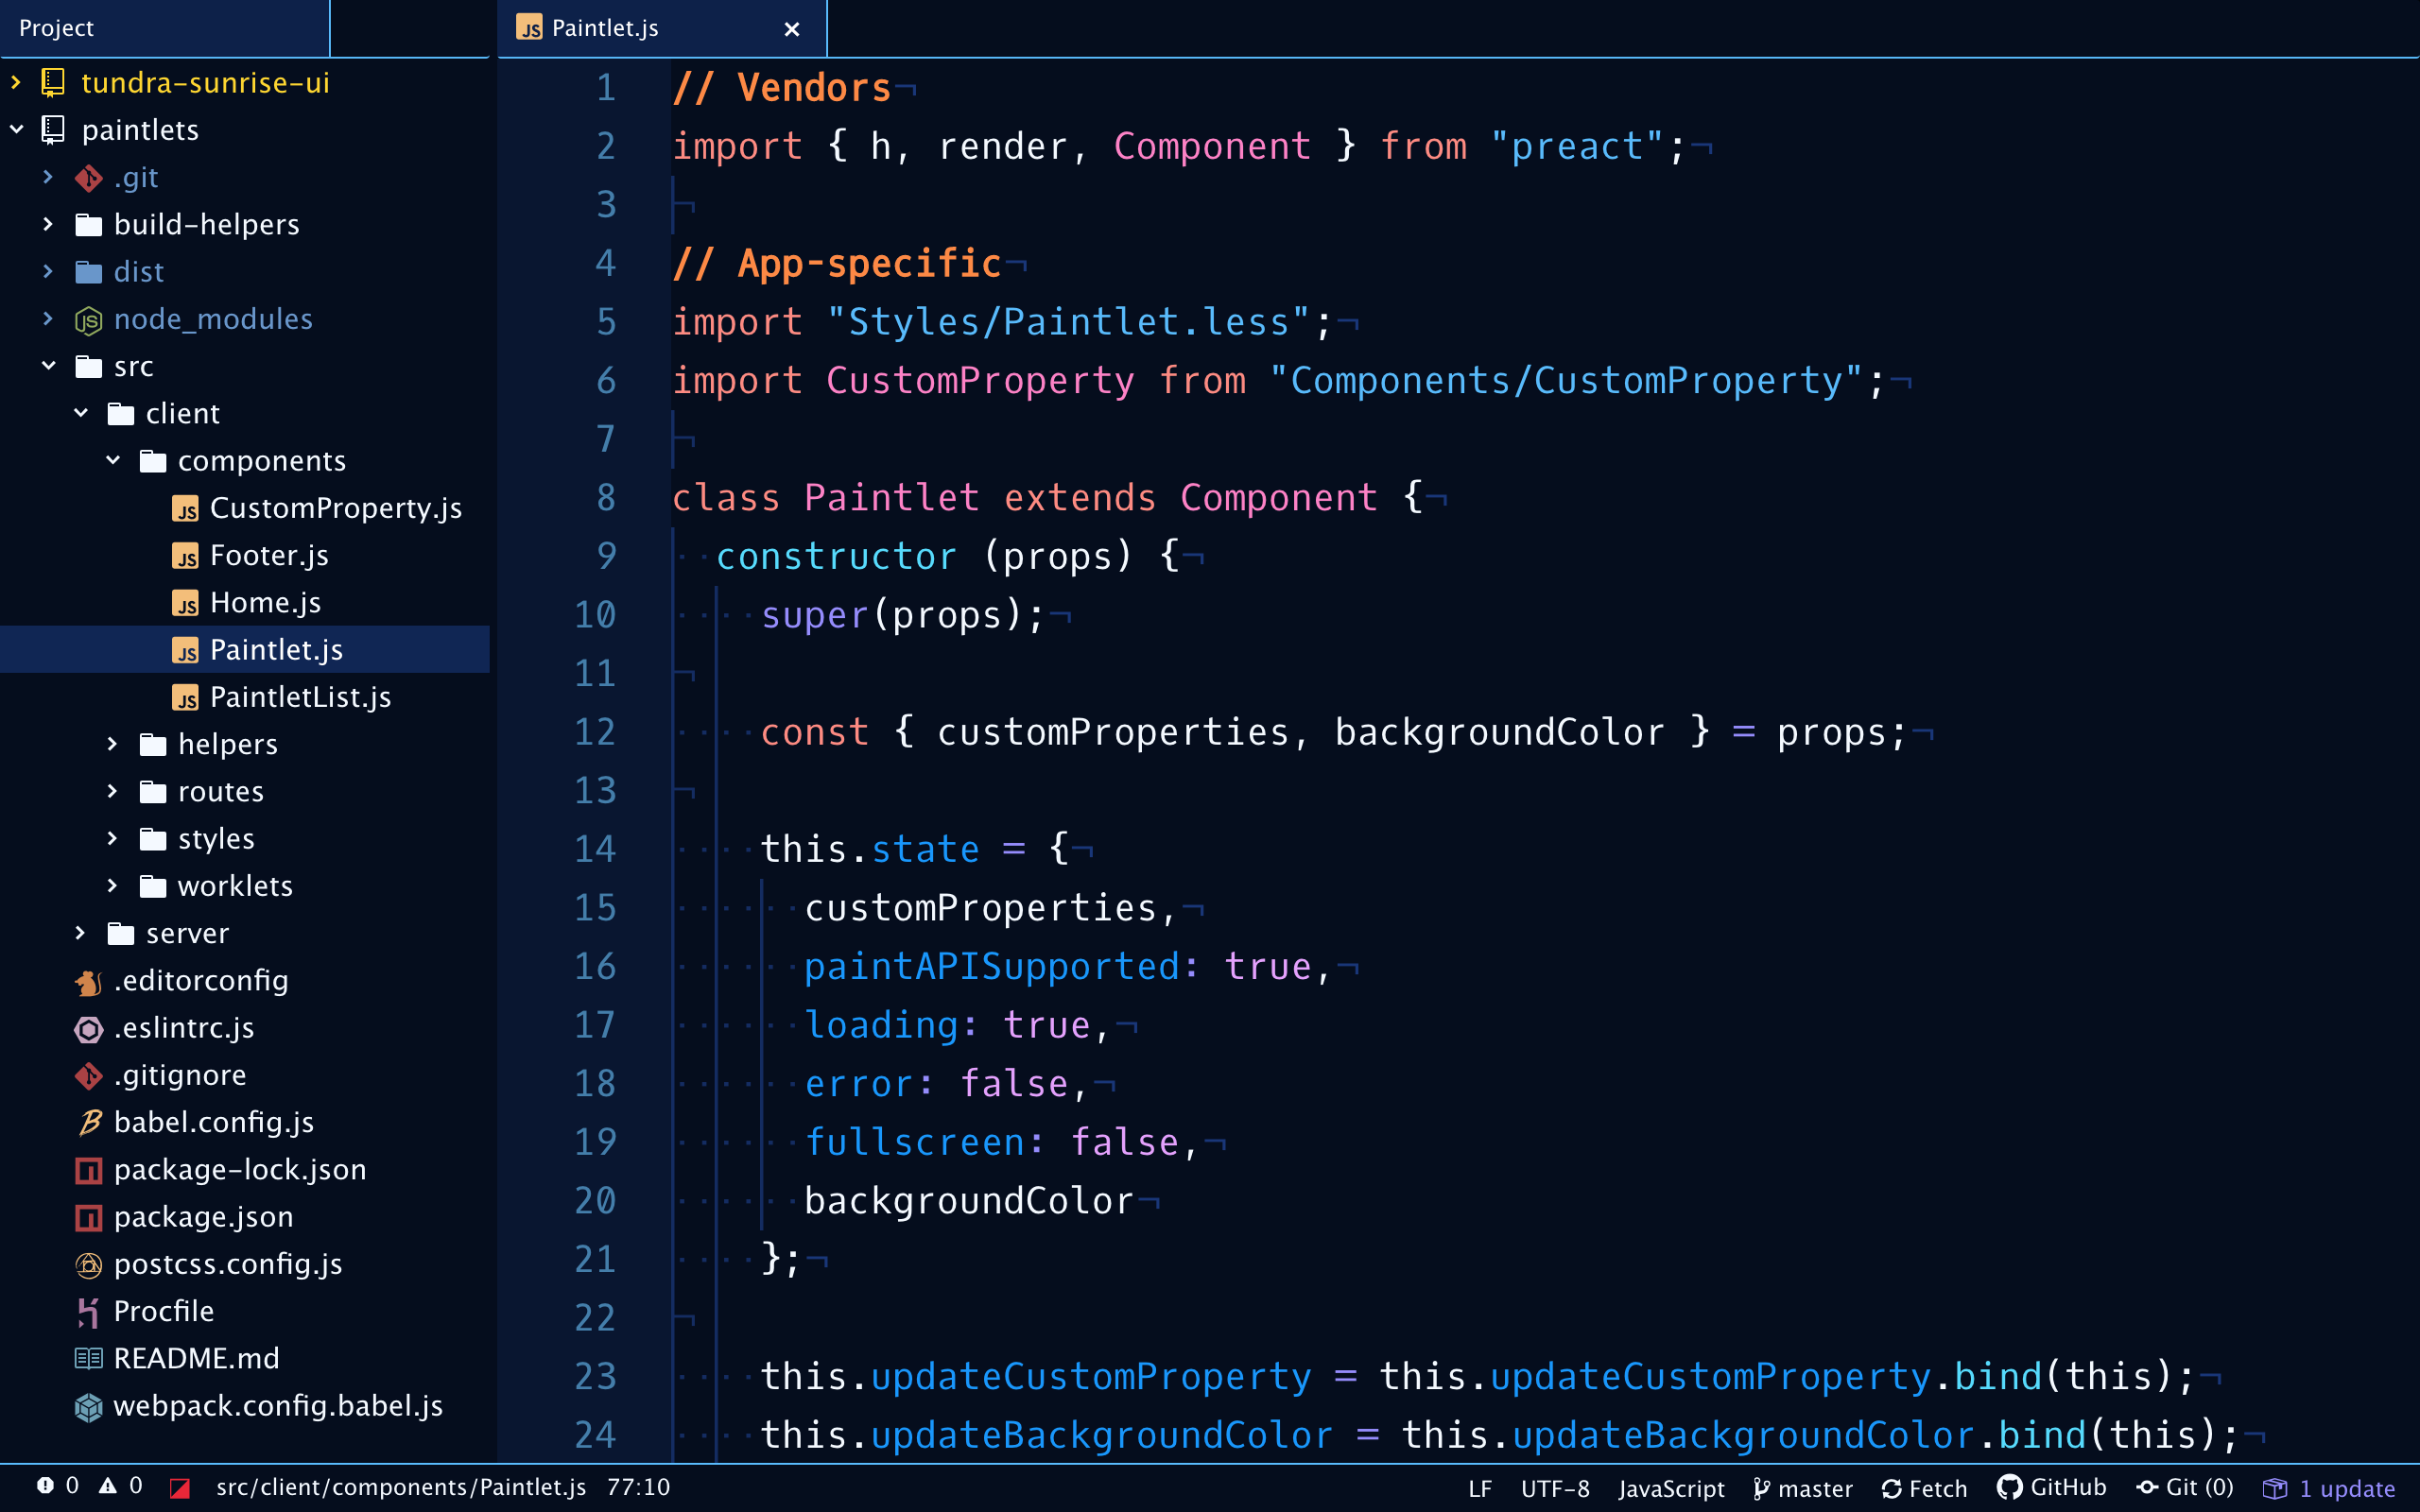 Project
tundra-sunrise-ui
paintlets
.git
build-helpers
dist
node_modules
src
client
components
CustomProperty.js
Footer.js
Home.js
Paintlet.js
PaintletList.js
helpers
routes
styles
worklets
server
.editorconfig
.eslintrc.js
.gitignore
babel.config.js
package-lock.json
package.json
postcss.config.js
Procfile
README.md
webpack.config.babel.js
JS Paintlet.js ×
1 // Vendors¬
2 import { h, render, Component } from "preact";¬
3 ¬
4 // App-specific¬
5 import "Styles/Paintlet.less";¬
6 import CustomProperty from "Components/CustomProperty";¬
7 ¬
8 class Paintlet extends Component {¬
9 ··constructor (props) {¬
10 ····super(props);¬
11 ¬
12 ····const { customProperties, backgroundColor } = props;¬
13 ¬
14 ····this.state = {¬
15 ······customProperties,¬
16 ······paintAPISupported: true,¬
17 ······loading: true,¬
18 ······error: false,¬
19 ······fullscreen: false,¬
20 ······backgroundColor¬
21 ····};¬
22 ¬
23 ····this.updateCustomProperty = this.updateCustomProperty.bind(this);¬
24 ····this.updateBackgroundColor = this.updateBackgroundColor.bind(this);¬
0 0 src/client/components/Paintlet.js 77:10 LF UTF-8 JavaScript master Fetch GitHub Git (0) 1 update